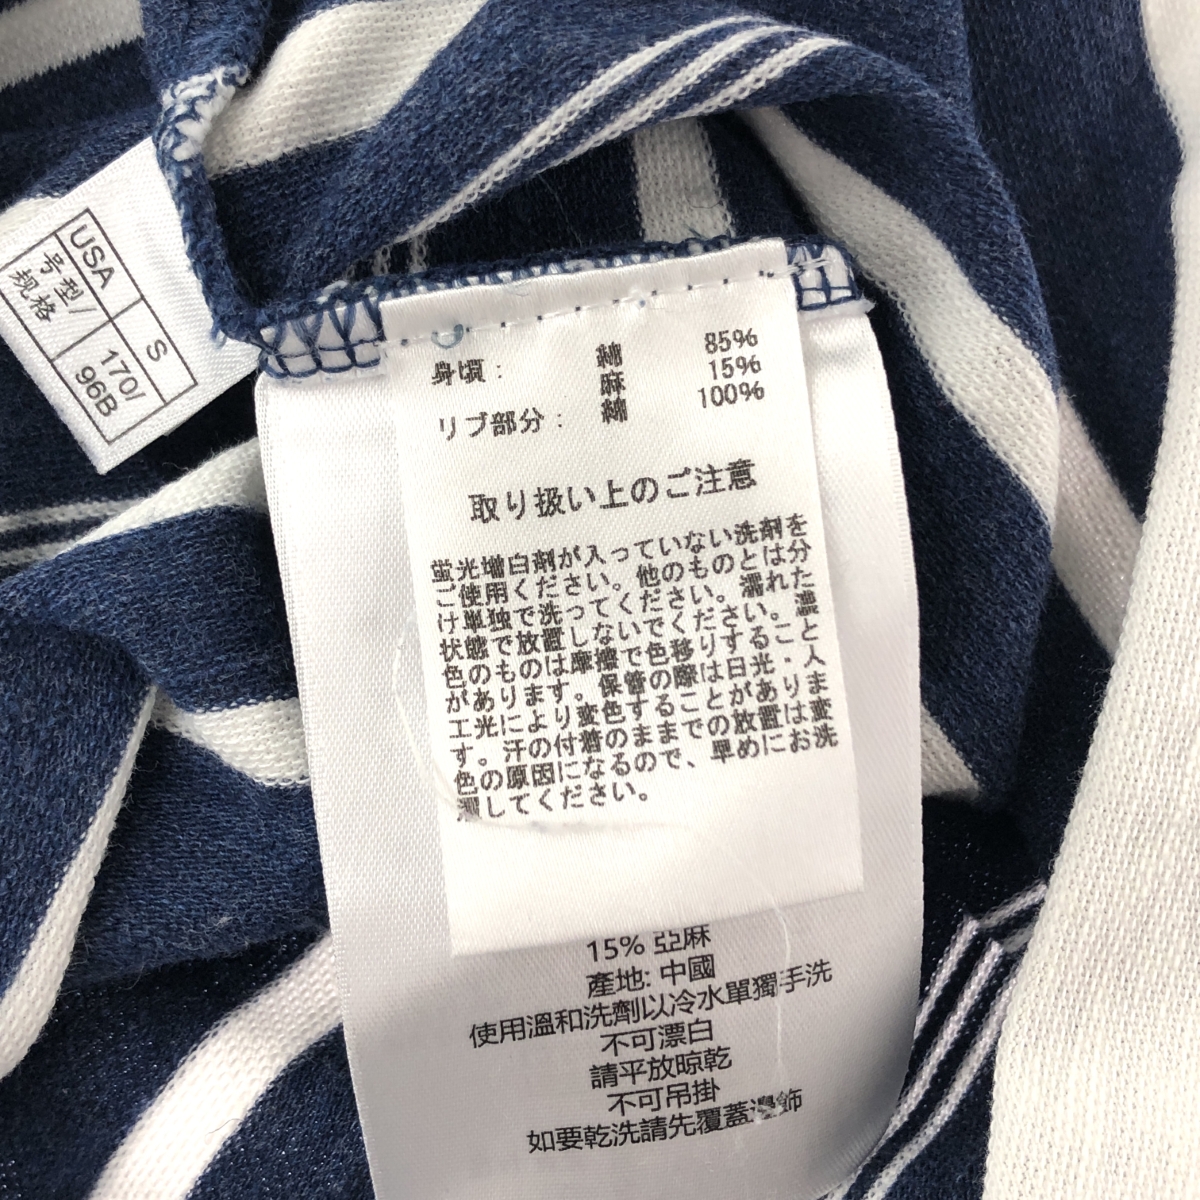 USA S
号型/ 170/
规格 96B
身頃： 綿 85%
麻 15%
リブ部分： 綿 100%
取り扱い上のご注意
蛍光増白剤が入っていない洗剤を
ご使用ください。他のものとは分
け単独で洗ってください。濡れた
状態で放置しないでください。濃
色のものは摩擦で色移りすること
があります。保管の際は日光・人
工光により変色することがありま
す。汗の付着のままでの放置は変
色の原因になるので、早めにお洗
濯してください。
15% 亞麻
產地: 中國
使用溫和洗劑以冷水單獨手洗
不可漂白
請平放晾乾
不可吊掛
如要乾洗請先覆蓋邊飾